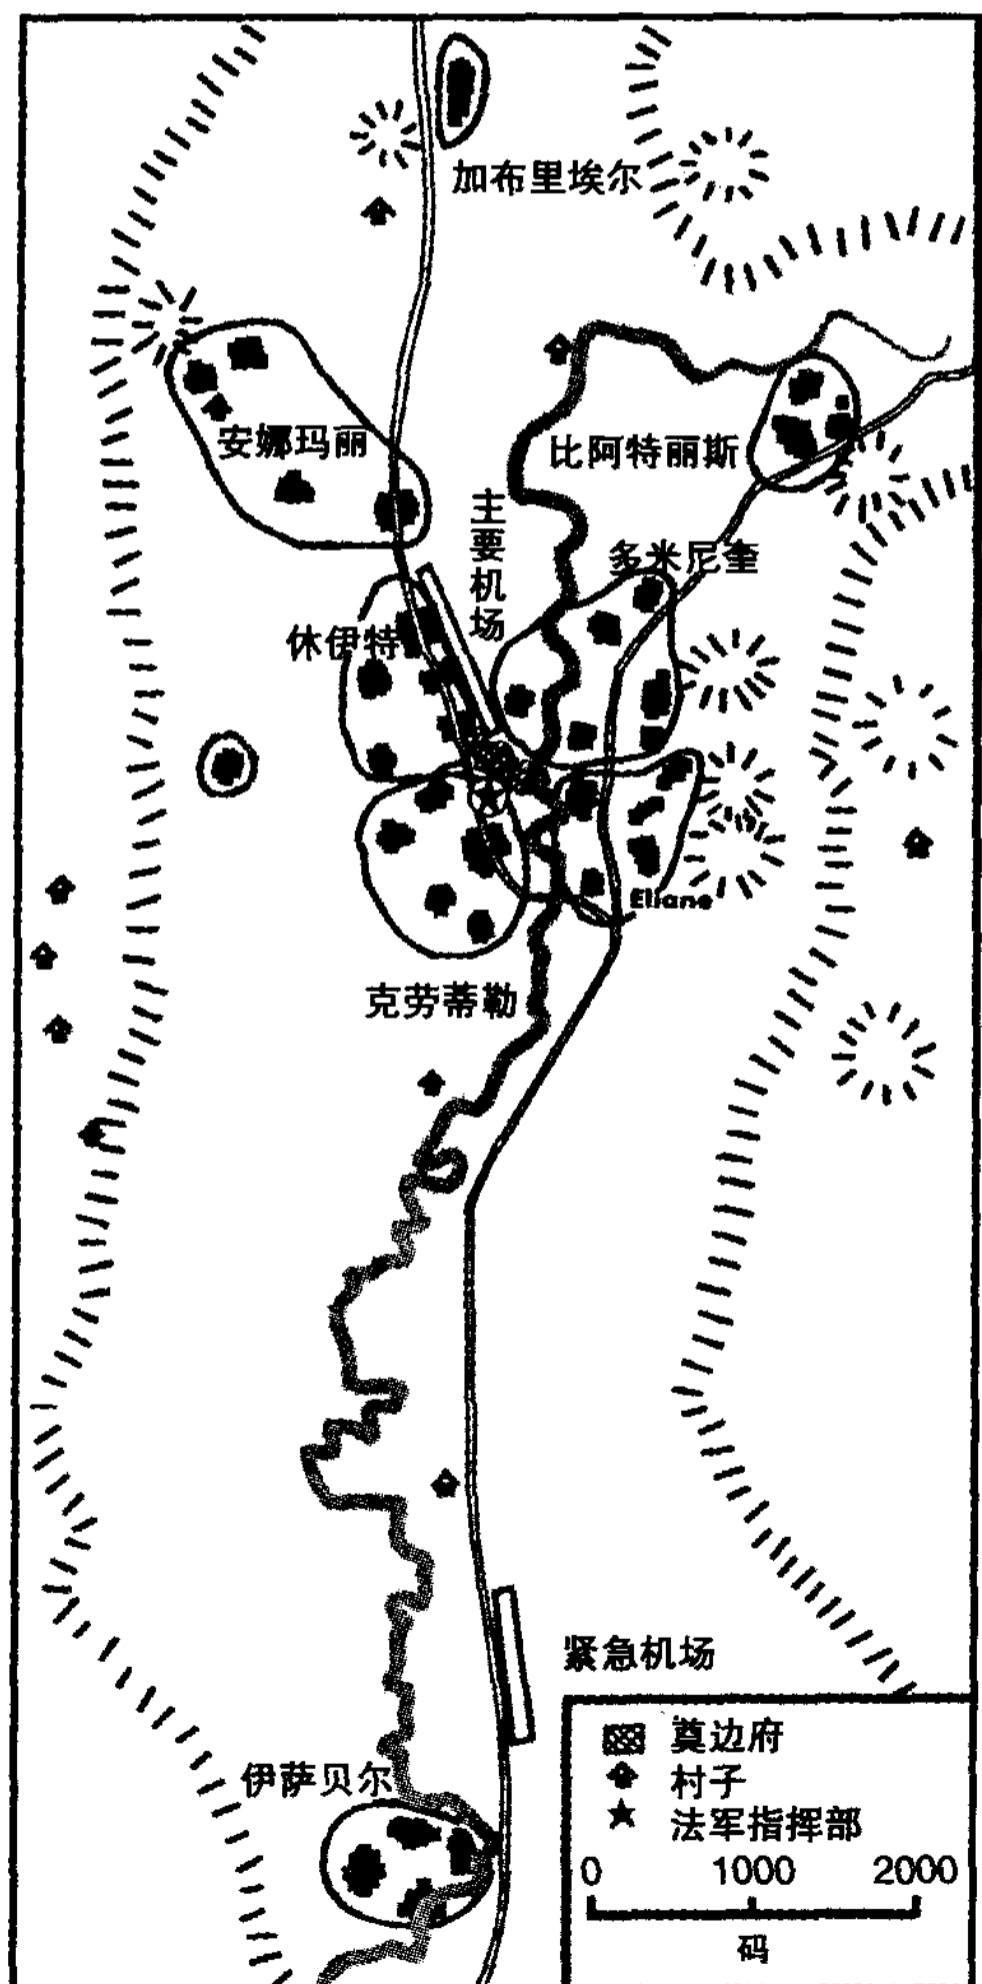 加布里埃尔
安娜玛丽
比阿特丽斯
主要机场
多米尼奎
休伊特
Eliane
克劳蒂勒
紧急机场
伊萨贝尔
奠边府
村子
法军指挥部
0 1000 2000
码